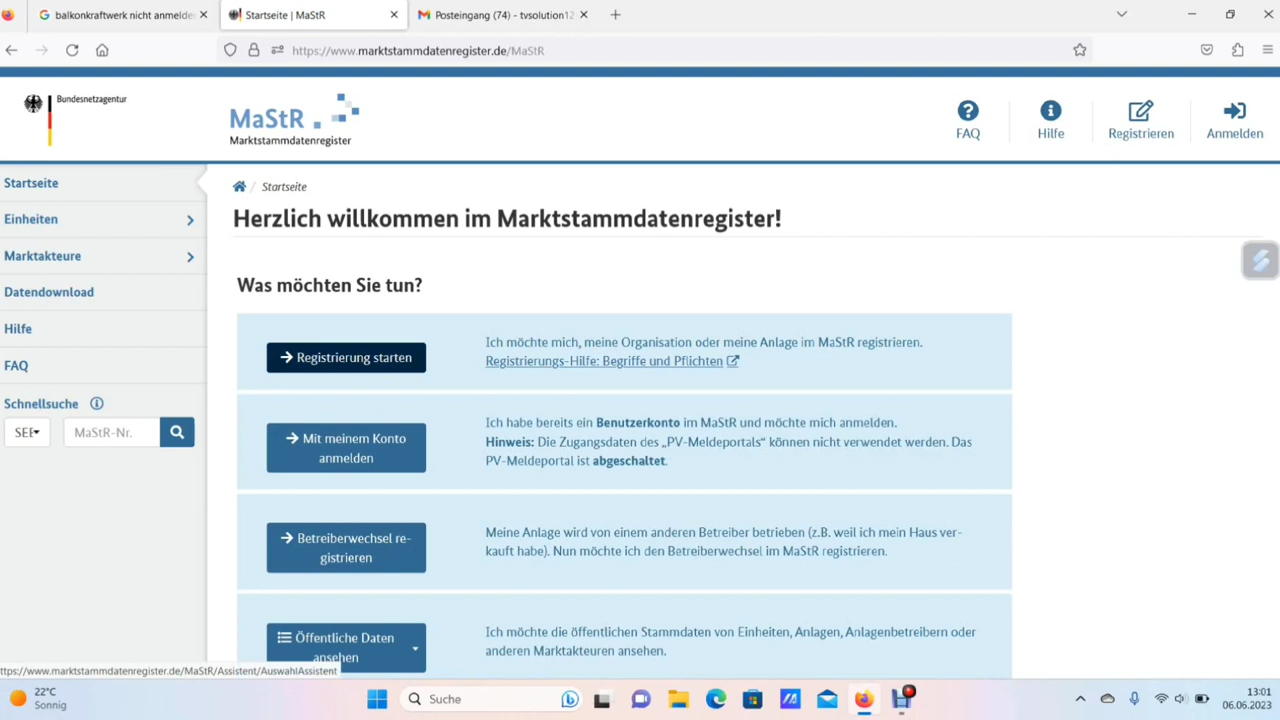 balkonkraftwerk nicht anmelde
Startseite | MaStR
Posteingang (74) - tvsolution12
https://www.marktstammdatenregister.de/MaStR
Bundesnetzagentur
MaStR
Marktstammdatenregister
FAQ
Hilfe
Registrieren
Anmelden
Startseite
Einheiten
Marktakteure
Datendownload
Hilfe
FAQ
Schnellsuche
SEE
MaStR-Nr.
Startseite
Herzlich willkommen im Marktstammdatenregister!
Was möchten Sie tun?
Registrierung starten
Ich möchte mich, meine Organisation oder meine Anlage im MaStR registrieren.
Registrierungs-Hilfe: Begriffe und Pflichten
Mit meinem Konto
anmelden
Ich habe bereits ein Benutzerkonto im MaStR und möchte mich anmelden.
Hinweis: Die Zugangsdaten des „PV-Meldeportals“ können nicht verwendet werden. Das
PV-Meldeportal ist abgeschaltet.
Betreiberwechsel re-
gistrieren
Meine Anlage wird von einem anderen Betreiber betrieben (z.B. weil ich mein Haus ver-
kauft habe). Nun möchte ich den Betreiberwechsel im MaStR registrieren.
Öffentliche Daten
ansehen
Ich möchte die öffentlichen Stammdaten von Einheiten, Anlagen, Anlagenbetreibern oder
anderen Marktakteuren ansehen.
ttps://www.marktstammdatenregister.de/MaStR/Assistent/AuswahlAssistent
22°C
Sonnig
Suche
13:01
06.06.2023